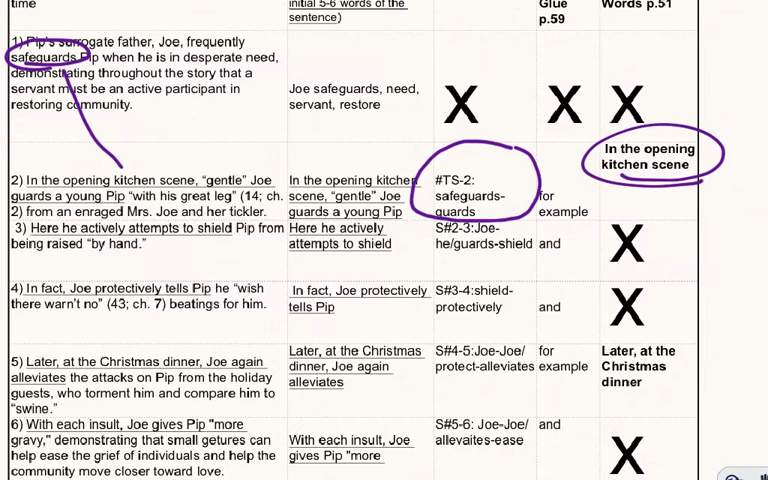 time
initial 5-6 words of the
sentence)
Glue
p.59
Words p.51
1) Pip's surrogate father, Joe, frequently
safeguards Pip when he is in desperate need,
demonstrating throughout the story that a
servant must be an active participant in
restoring community.
Joe safeguards, need,
servant, restore
X
X
X
2) In the opening kitchen scene, "gentle" Joe
guards a young Pip "with his great leg" (14; ch.
2) from an enraged Mrs. Joe and her tickler.
In the opening kitchen
scene, "gentle" Joe
guards a young Pip
#TS-2:
safeguards-
guards
for
example
In the opening
kitchen scene
3) Here he actively attempts to shield Pip from
being raised "by hand."
Here he actively
attempts to shield
S#2-3:Joe-
he/guards-shield
and
X
4) In fact, Joe protectively tells Pip he "wish
there warn't no" (43; ch. 7) beatings for him.
In fact, Joe protectively
tells Pip
S#3-4:shield-
protectively
and
X
5) Later, at the Christmas dinner, Joe again
alleviates the attacks on Pip from the holiday
guests, who torment him and compare him to
"swine."
Later, at the Christmas
dinner, Joe again
alleviates
S#4-5:Joe-Joe/
protect-alleviates
for
example
Later, at the
Christmas
dinner
6) With each insult, Joe gives Pip "more
gravy," demonstrating that small getures can
help ease the grief of individuals and help the
community move closer toward love.
With each insult, Joe
gives Pip "more
S#5-6: Joe-Joe/
allevaites-ease
and
X